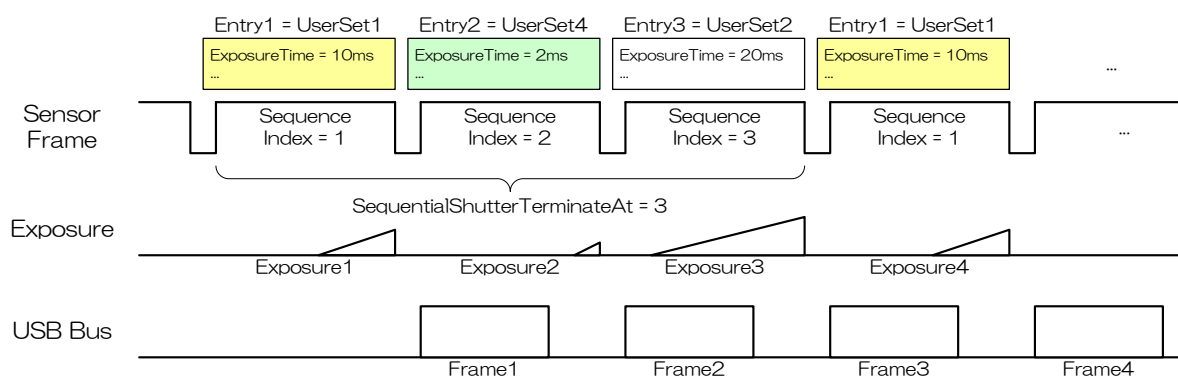 Entry1 = UserSet1 Entry2 = UserSet4 Entry3 = UserSet2 Entry1 = UserSet1
ExposureTime = 10ms ExposureTime = 2ms ExposureTime = 20ms ExposureTime = 10ms
... ... ... ... ...
Sensor Frame
Sequence Index = 1
Sequence Index = 2
Sequence Index = 3
Sequence Index = 1
...
SequentialShutterTerminateAt = 3
Exposure
Exposure1 Exposure2 Exposure3 Exposure4
USB Bus
Frame1 Frame2 Frame3 Frame4